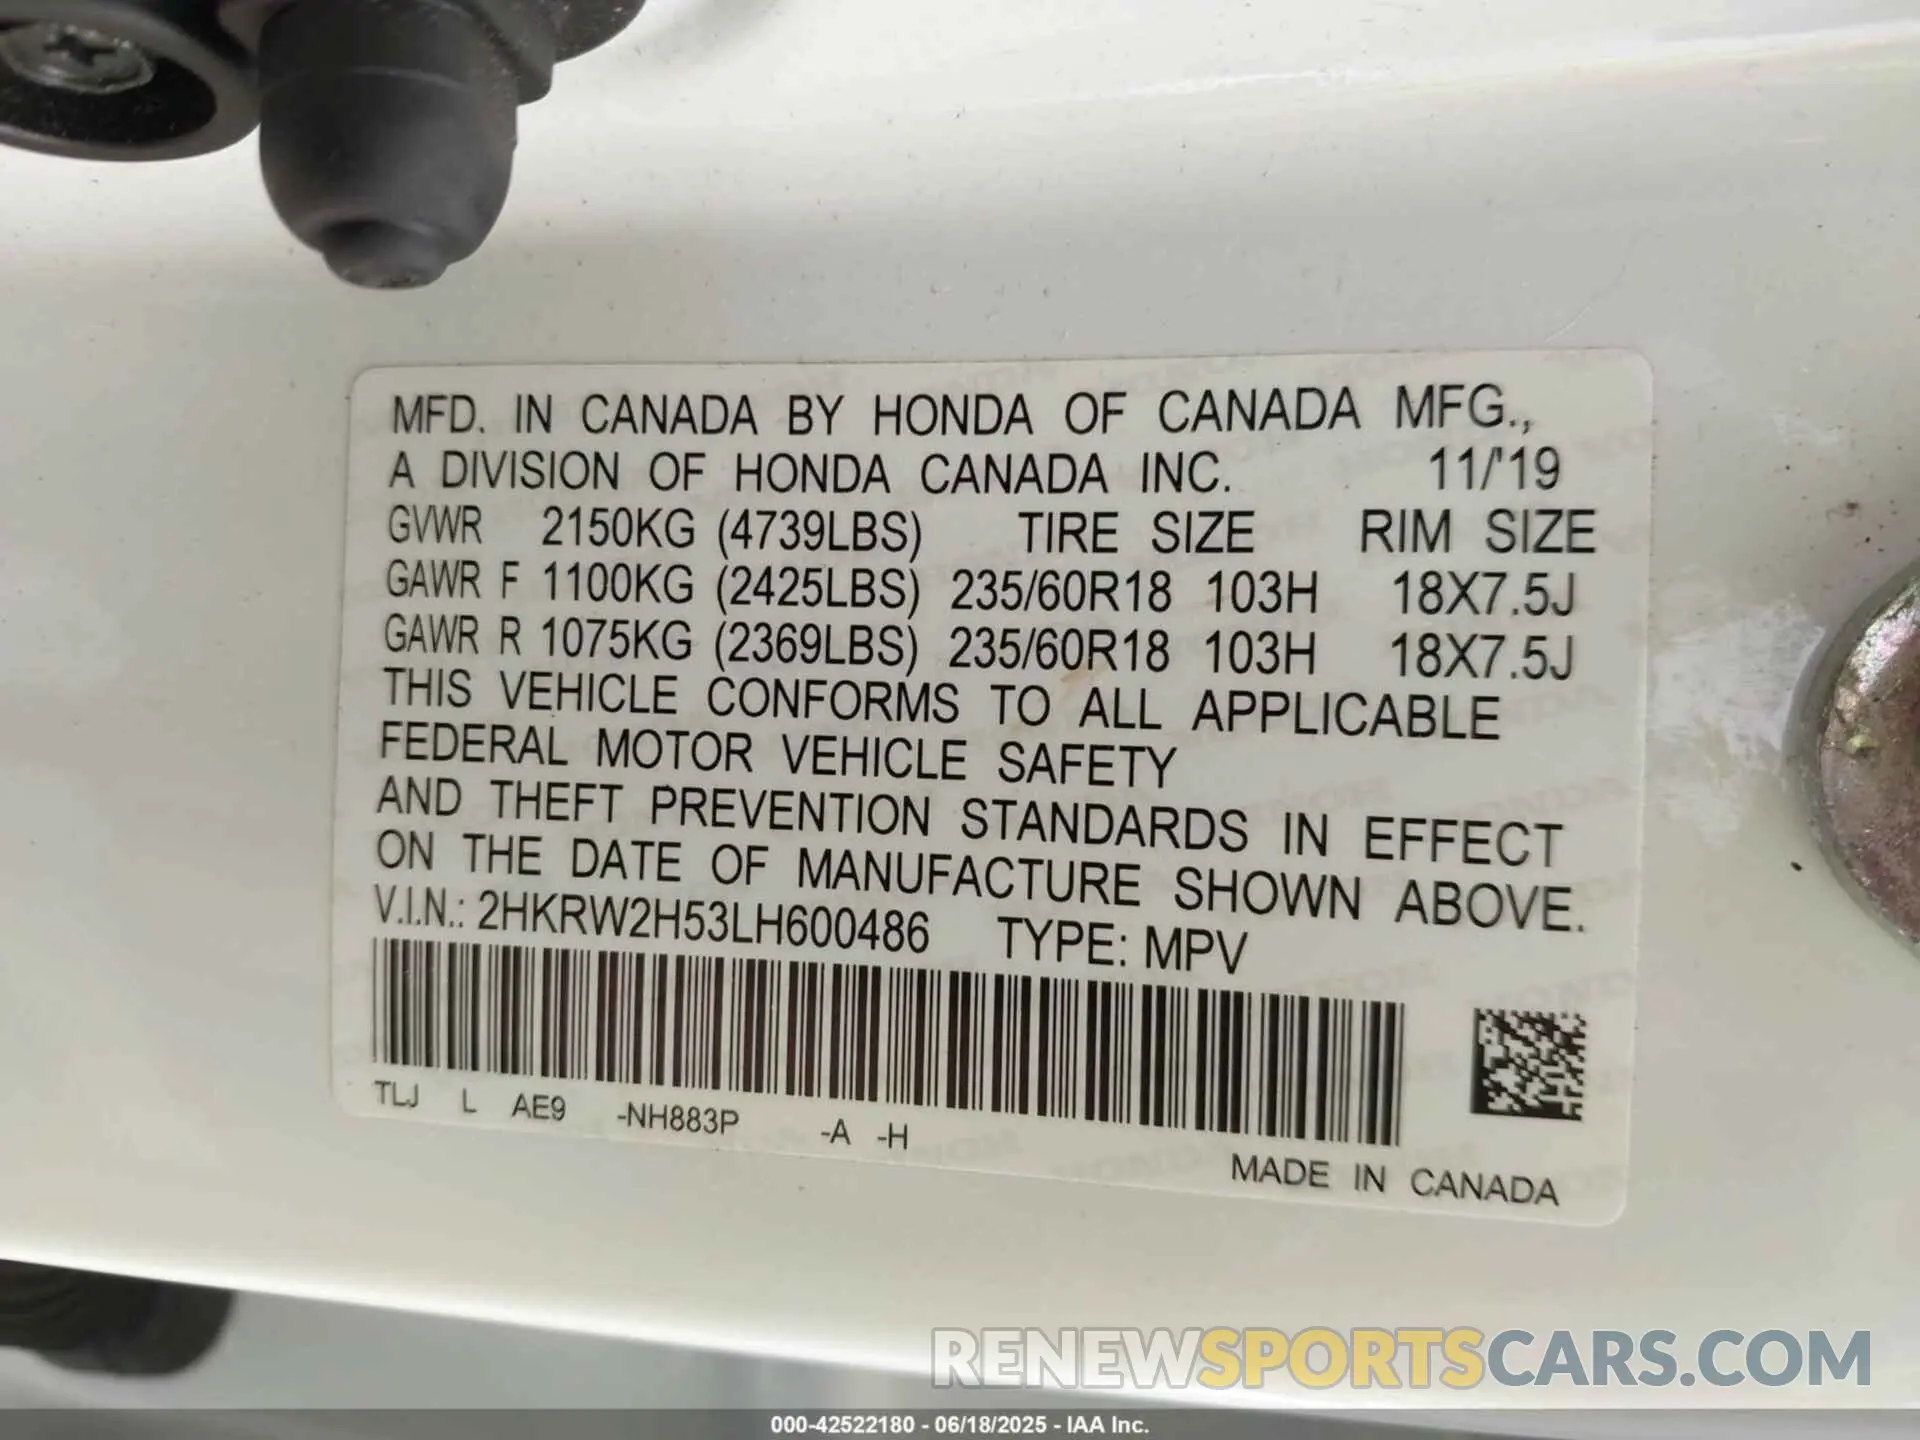 MFD. IN CANADA BY HONDA OF CANADA MFG.,
A DIVISION OF HONDA CANADA INC. 11/'19
GVWR 2150KG (4739LBS) TIRE SIZE RIM SIZE
GAWR F 1100KG (2425LBS) 235/60R18 103H 18X7.5J
GAWR R 1075KG (2369LBS) 235/60R18 103H 18X7.5J
THIS VEHICLE CONFORMS TO ALL APPLICABLE
FEDERAL MOTOR VEHICLE SAFETY
AND THEFT PREVENTION STANDARDS IN EFFECT
ON THE DATE OF MANUFACTURE SHOWN ABOVE.
V.I.N.: 2HKRW2H53LH600486 TYPE: MPV
TLJ L AE9 -NH883P -A -H
MADE IN CANADA
RENEWSPORTSCARS.COM
000-42522180 - 06/18/2025 - IAA Inc.